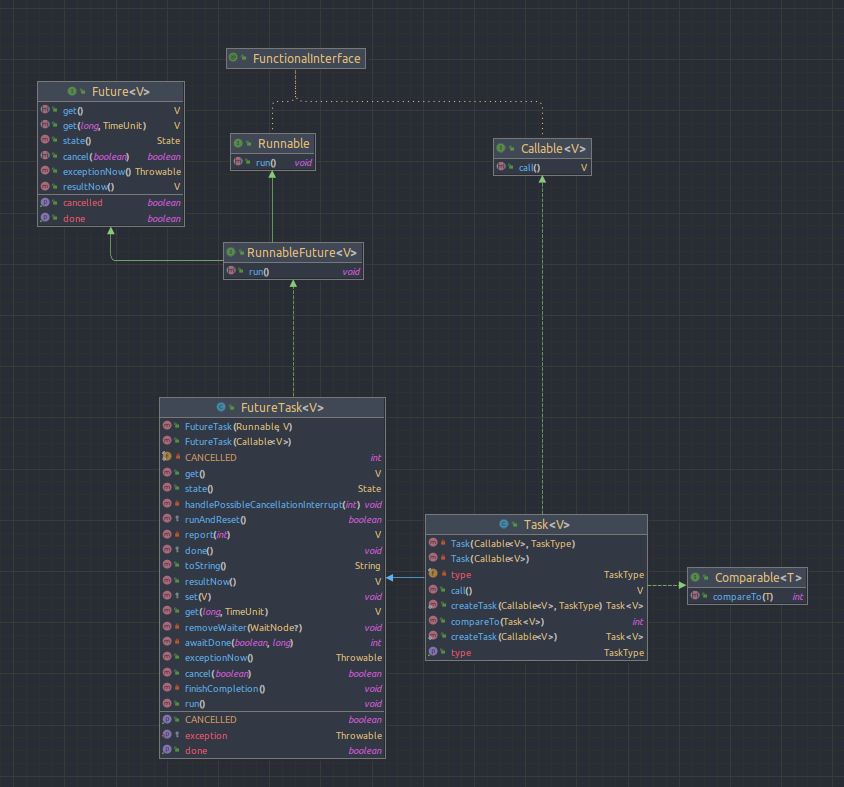 FunctionalInterface
Future<V>
get() V
get(long, TimeUnit) V
state() State
cancel(boolean) boolean
exceptionNow() Throwable
resultNow() V
cancelled boolean
done boolean
Runnable
run() void
Callable<V>
call() V
RunnableFuture<V>
run() void
FutureTask<V>
FutureTask(Runnable, V)
FutureTask(Callable<V>)
CANCELLED int
get() V
state() State
handlePossibleCancellationInterrupt(int) void
runAndReset() boolean
report(int) V
done() void
toString() String
resultNow() V
set(V) void
get(long, TimeUnit) V
removeWaiter(WaitNode?) void
awaitDone(boolean, long) int
exceptionNow() Throwable
cancel(boolean) boolean
finishCompletion() void
run() void
CANCELLED boolean
exception Throwable
done boolean
Task<V>
Task(Callable<V>, TaskType)
Task(Callable<V>)
type TaskType
call() V
createTask(Callable<V>, TaskType) Task<V>
compareTo(Task<V>) int
createTask(Callable<V>) Task<V>
type TaskType
Comparable<T>
compareTo(T) int